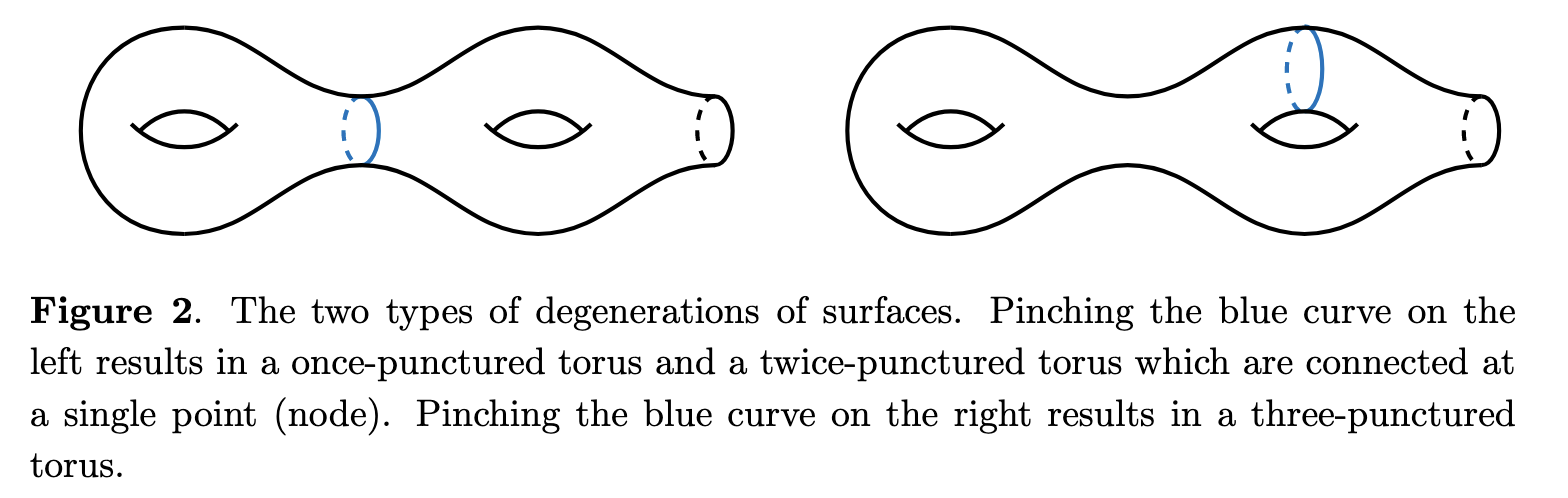 Figure 2. The two types of degenerations of surfaces. Pinching the blue curve on the
left results in a once-punctured torus and a twice-punctured torus which are connected at
a single point (node). Pinching the blue curve on the right results in a three-punctured
torus.